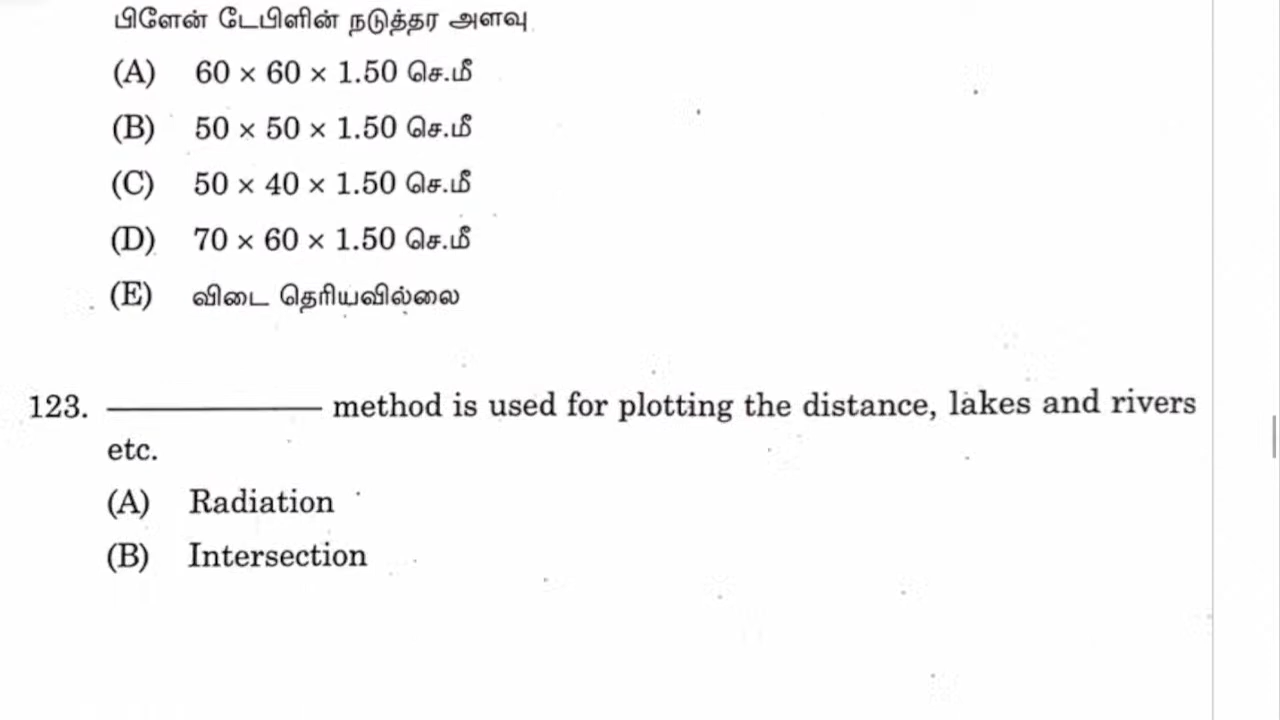 பிளேன் டேபிளின் நடுத்தர அளவு
(A) 60 × 60 × 1.50 செ.மீ
(B) 50 × 50 × 1.50 செ.மீ
(C) 50 × 40 × 1.50 செ.மீ
(D) 70 × 60 × 1.50 செ.மீ
(E) விடை தெரியவில்லை
123. ____________ method is used for plotting the distance, lakes and rivers
etc.
(A) Radiation
(B) Intersection